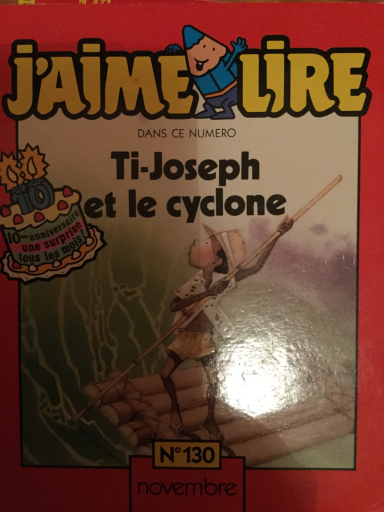 J'AIME LIRE
DANS CE NUMERO
Ti-Joseph
et le cyclone
10
10ème anniversaire
une surprise
tous les mois!
N°130
novembre